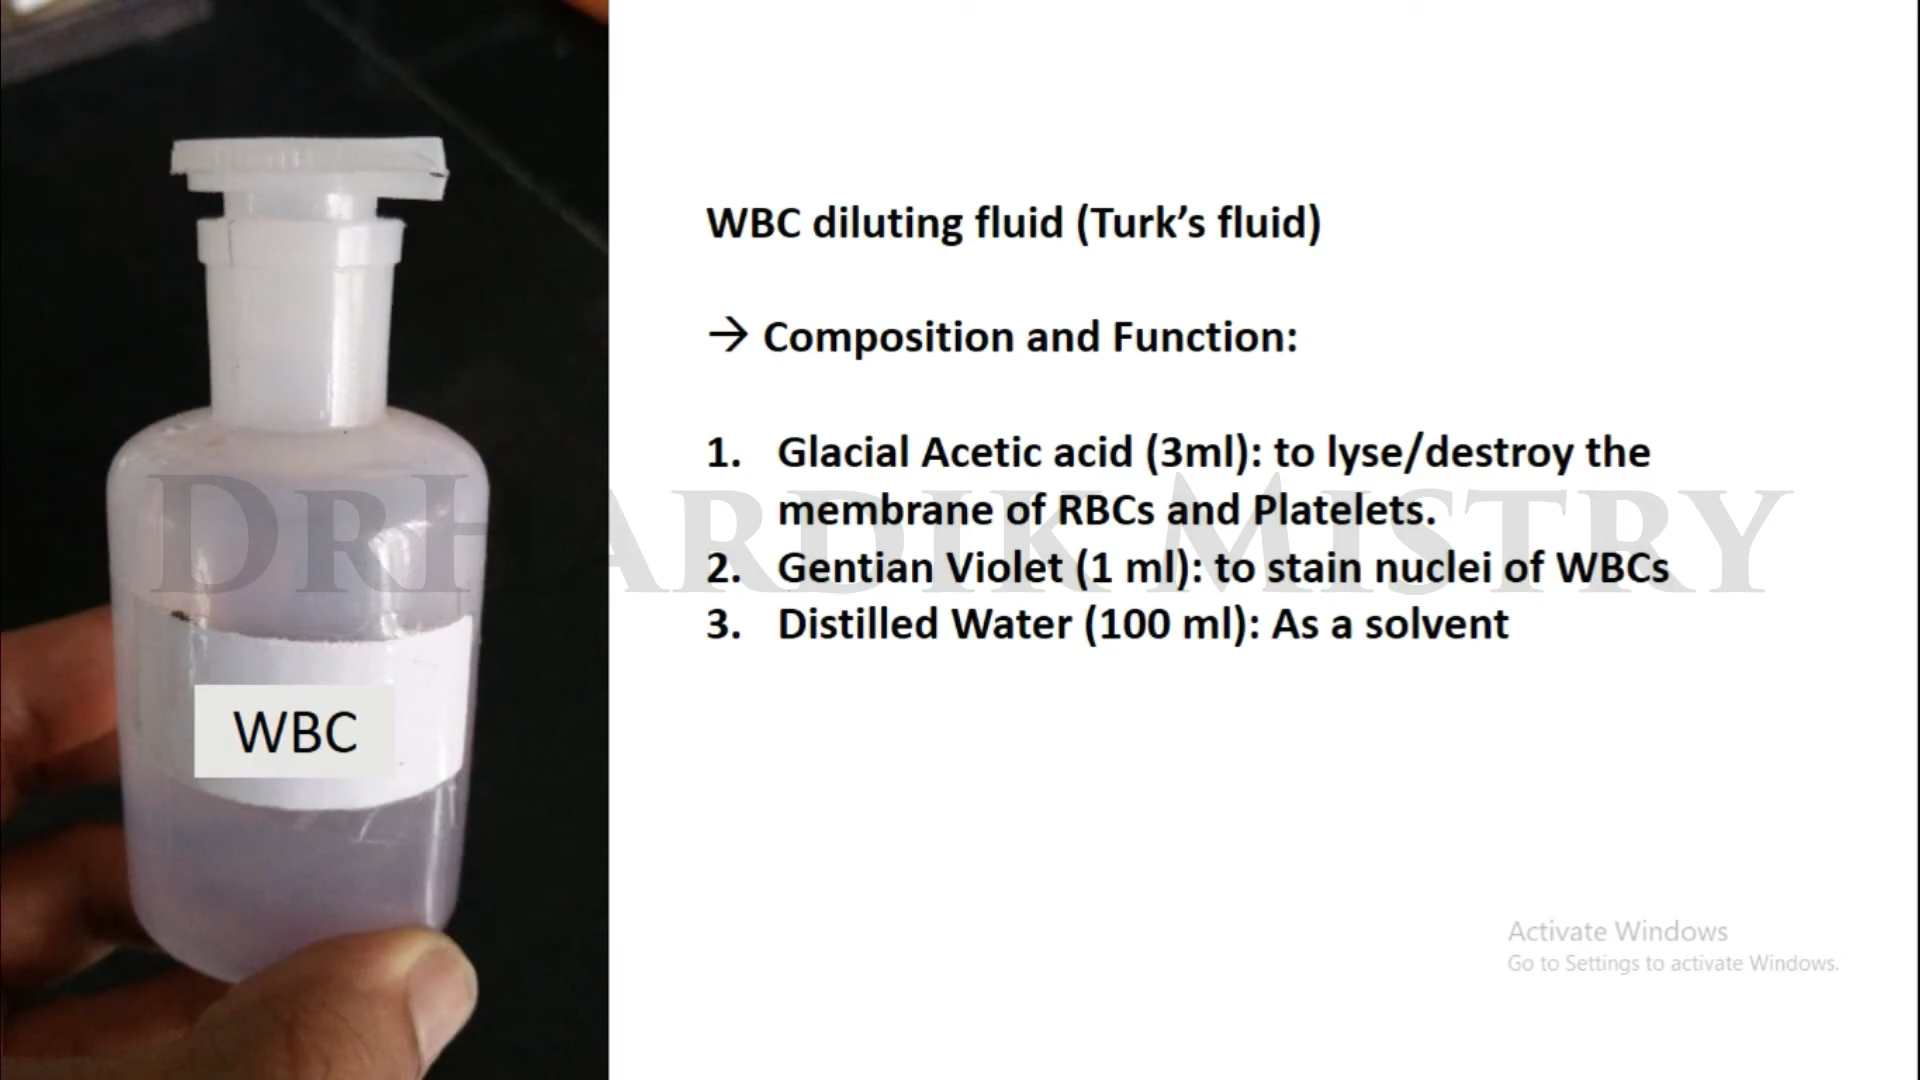 WBC diluting fluid (Turk's fluid)
→ Composition and Function:
1. Glacial Acetic acid (3ml): to lyse/destroy the
membrane of RBCs and Platelets.
2. Gentian Violet (1 ml): to stain nuclei of WBCs
3. Distilled Water (100 ml): As a solvent
DRHARDIK MISTRY
WBC
Activate Windows
Go to Settings to activate Windows.